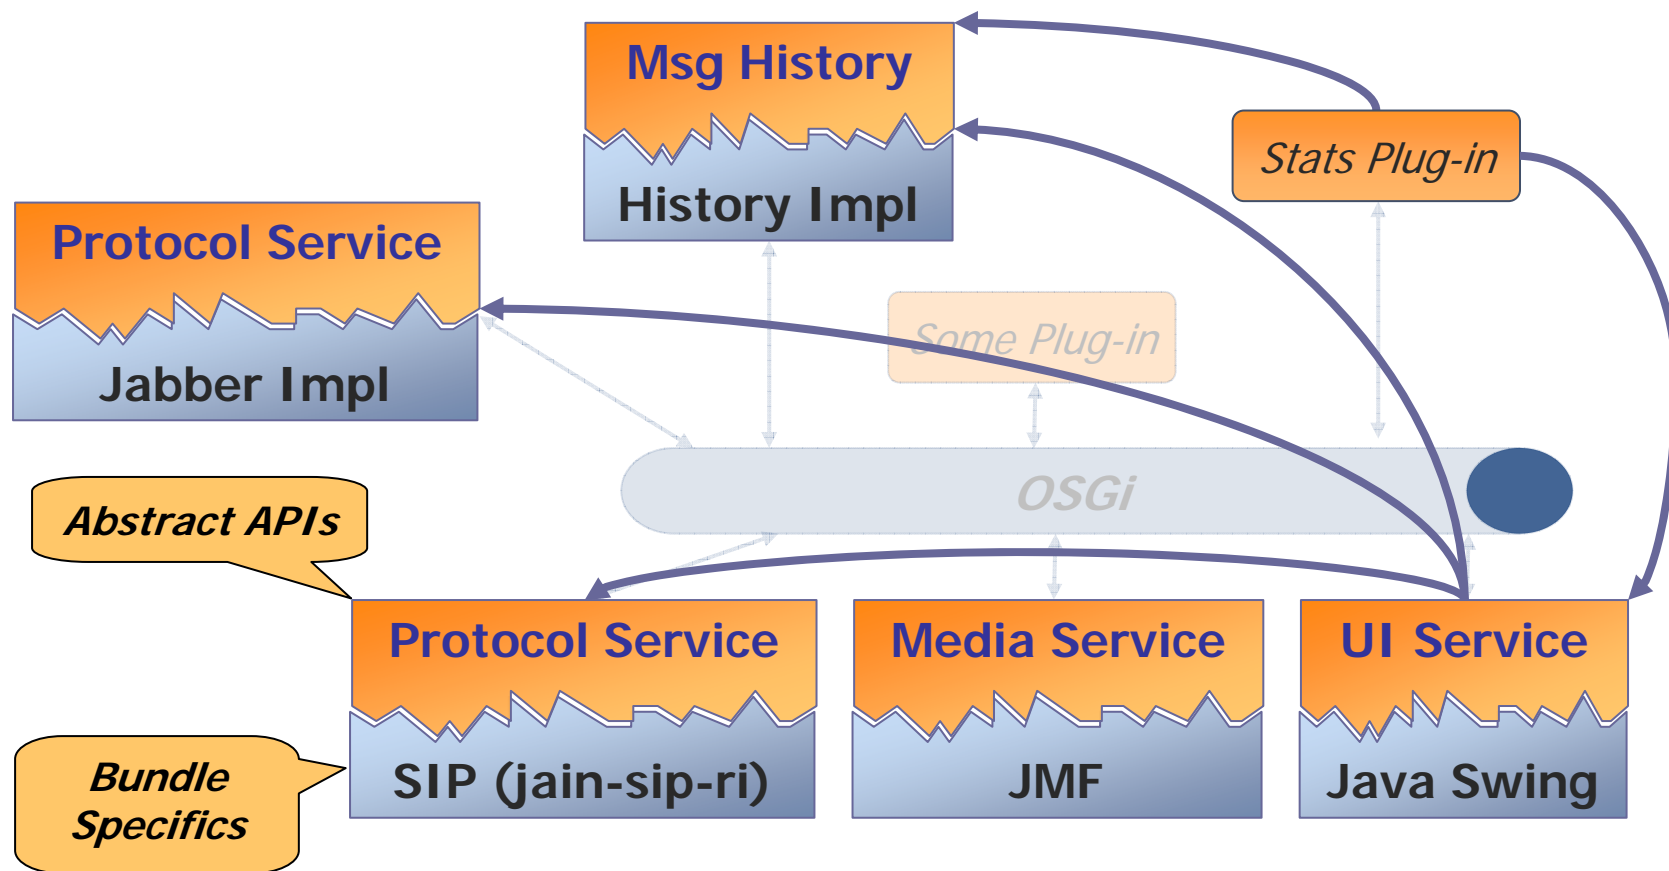 Msg History
History Impl
Stats Plug-in
Protocol Service
Jabber Impl
Some Plug-in
OSGi
Abstract APIs
Protocol Service
SIP (jain-sip-ri)
Media Service
JMF
UI Service
Java Swing
Bundle
Specifics